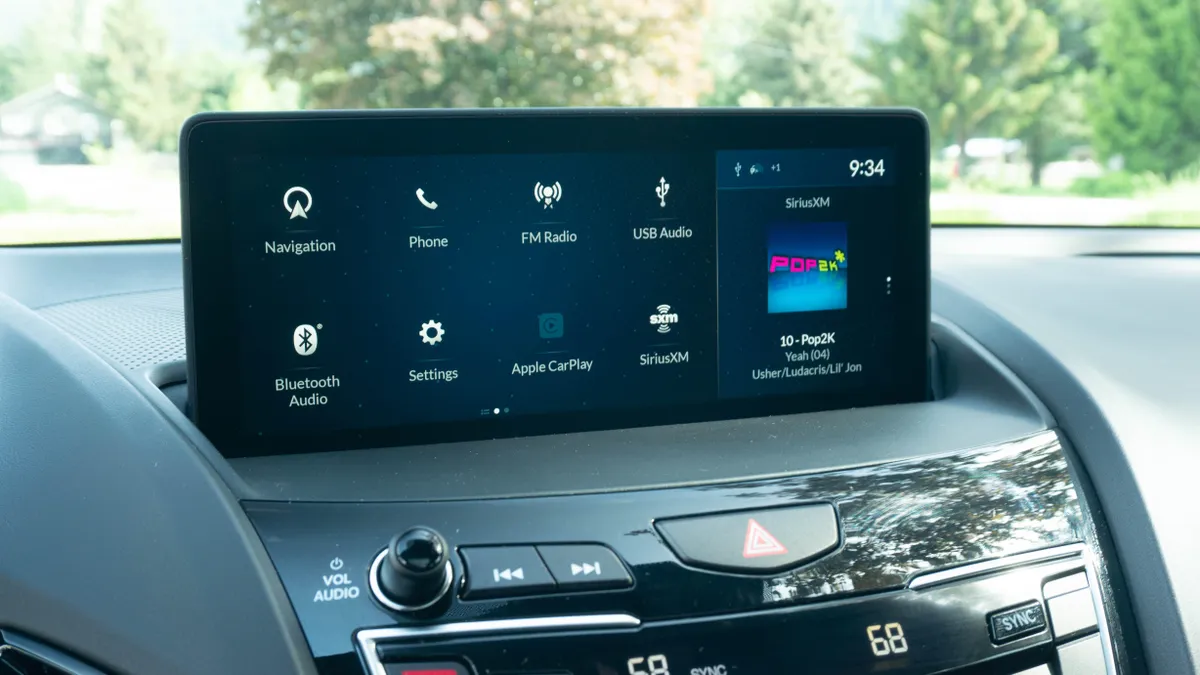 Navigation
Phone
FM Radio
USB Audio
Bluetooth
Audio
Settings
Apple CarPlay
sxm
SiriusXM
+1
9:34
SiriusXM
POP2K*
10 - Pop2K
Yeah (04)
Usher/Ludacris/Lil' Jon
VOL
AUDIO
68
SYNC
68
SYNC